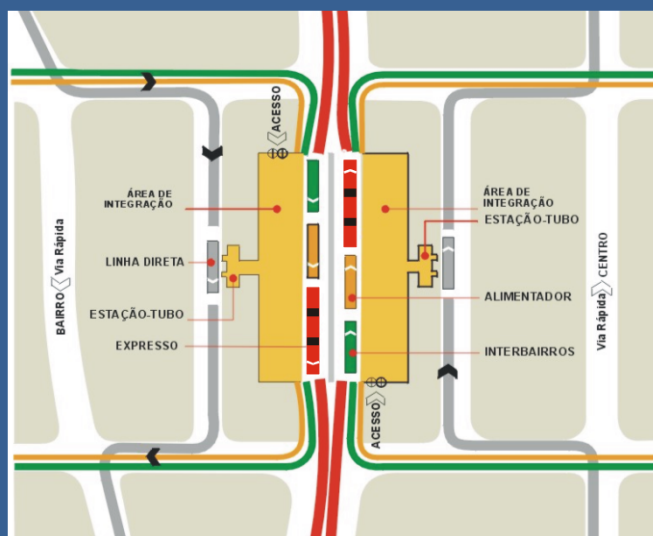 ACESSO
ÁREA DE
INTEGRAÇÃO
LINHA DIRETA
ESTAÇÃO-TUBO
EXPRESSO
BAIRRO
Via Rápida
ÁREA DE
INTEGRAÇÃO
ESTAÇÃO-TUBO
ALIMENTADOR
INTERBAIRROS
Via Rápida
CENTRO
ACESSO